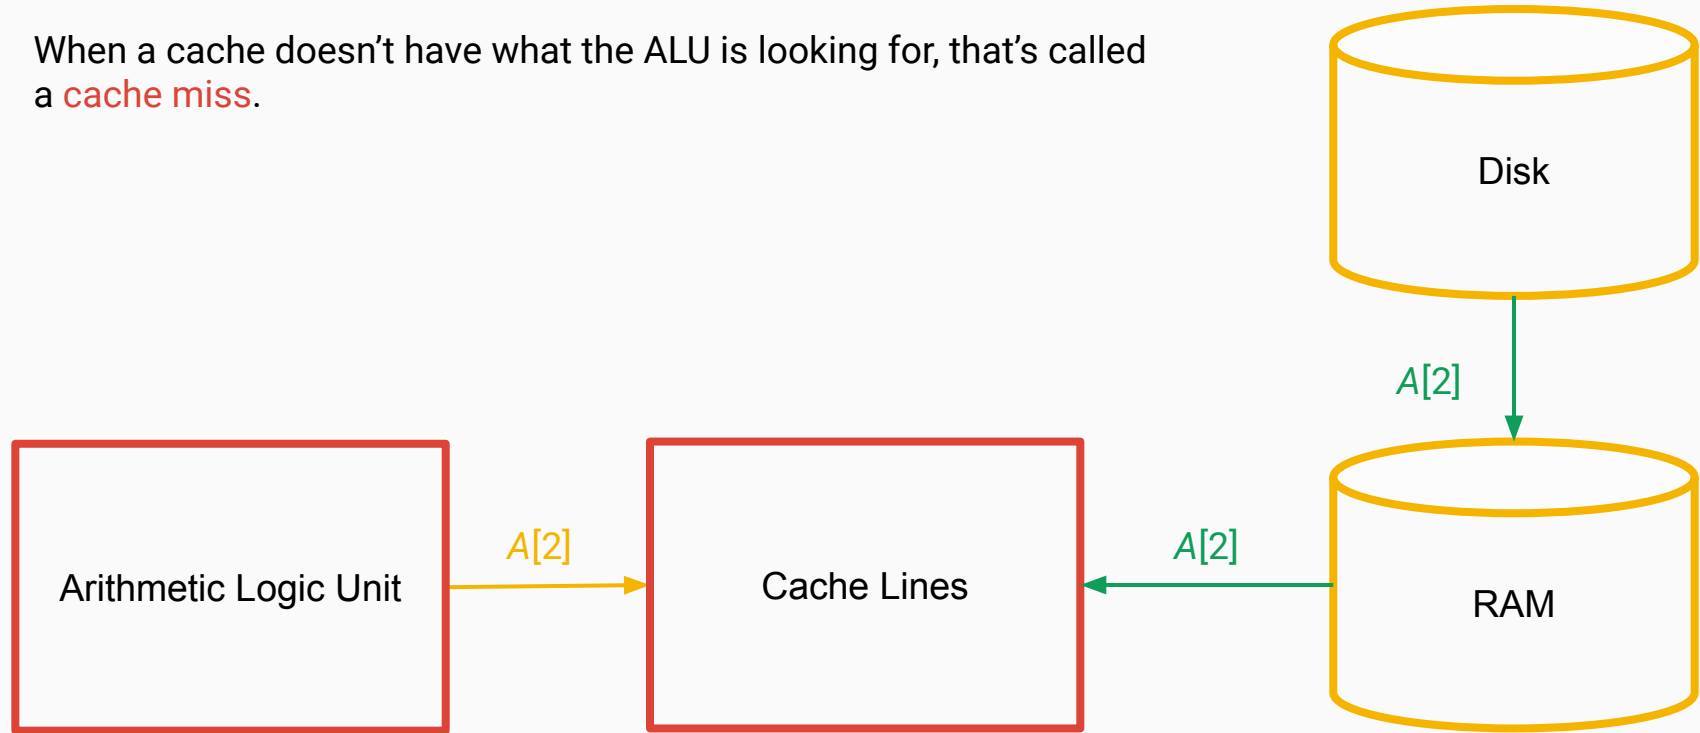 When a cache doesn’t have what the ALU is looking for, that’s called
a cache miss.
Disk
A[2]
Arithmetic Logic Unit
A[2]
Cache Lines
A[2]
RAM